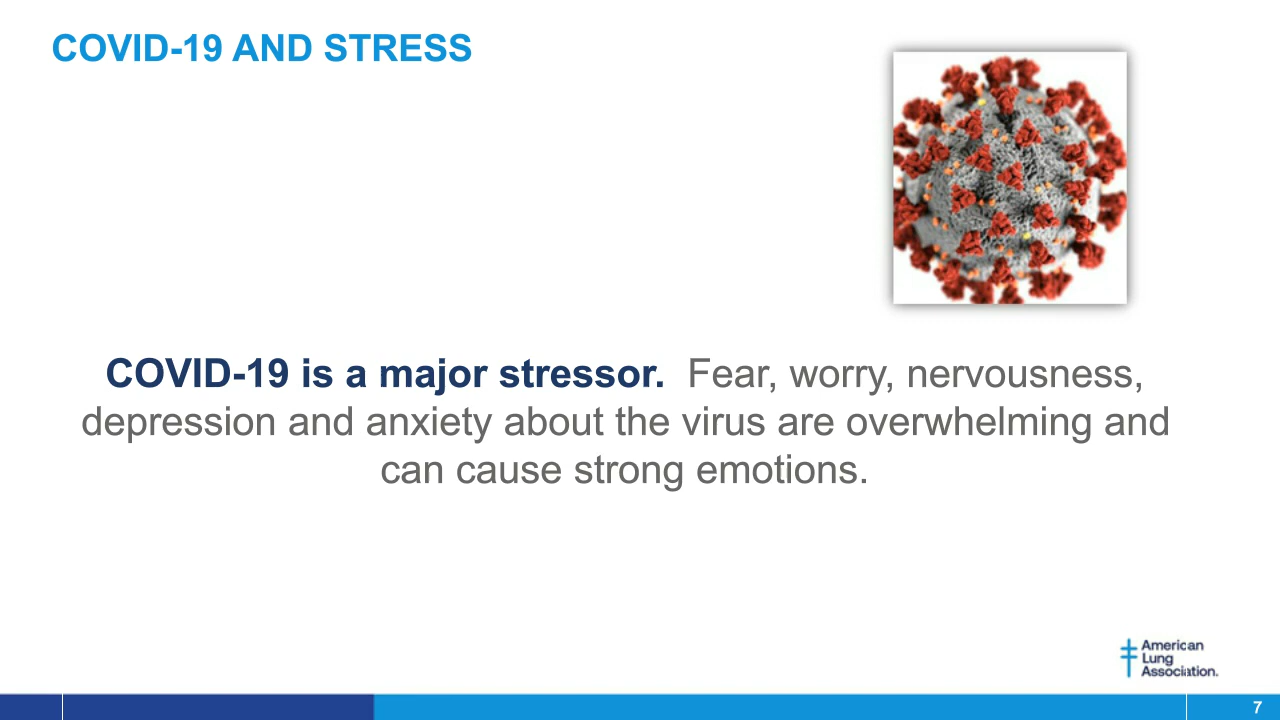 COVID-19 AND STRESS
COVID-19 is a major stressor.  Fear, worry, nervousness,
depression and anxiety about the virus are overwhelming and
can cause strong emotions.
American
Lung
Association.
7